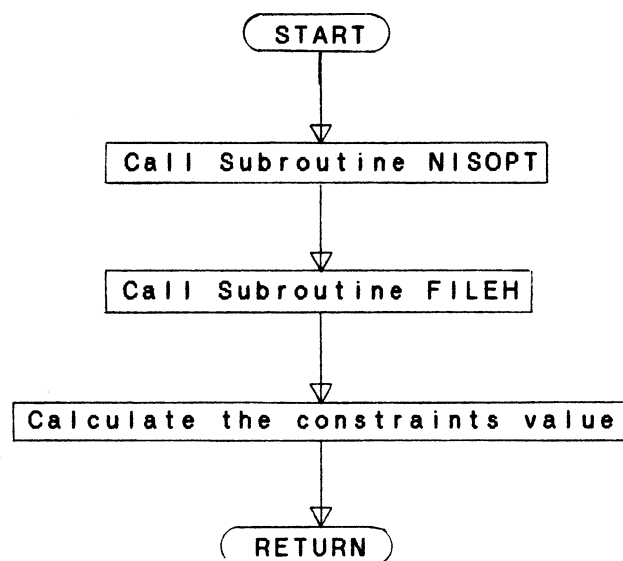 START
Call Subroutine NISOPT
Call Subroutine FILEH
Calculate the constraints value
RETURN